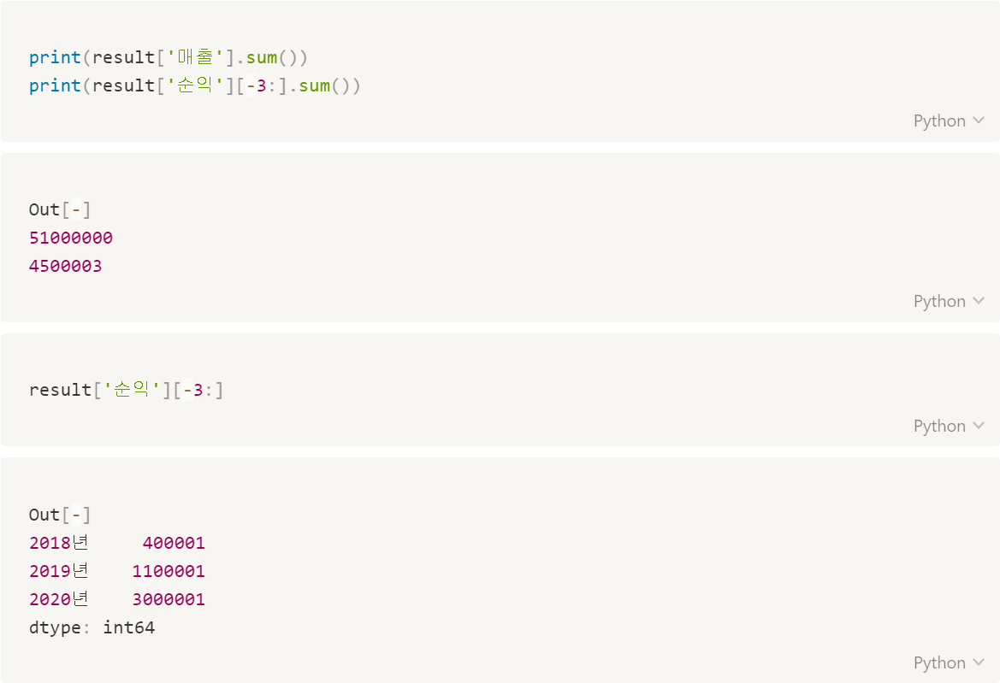 print(result['매출'].sum())
print(result['순익'][-3:].sum())
Python
Out[-]
51000000
4500003
Python
result['순익'][-3:]
Python
Out[-]
2018년     400001
2019년    1100001
2020년    3000001
dtype: int64
Python